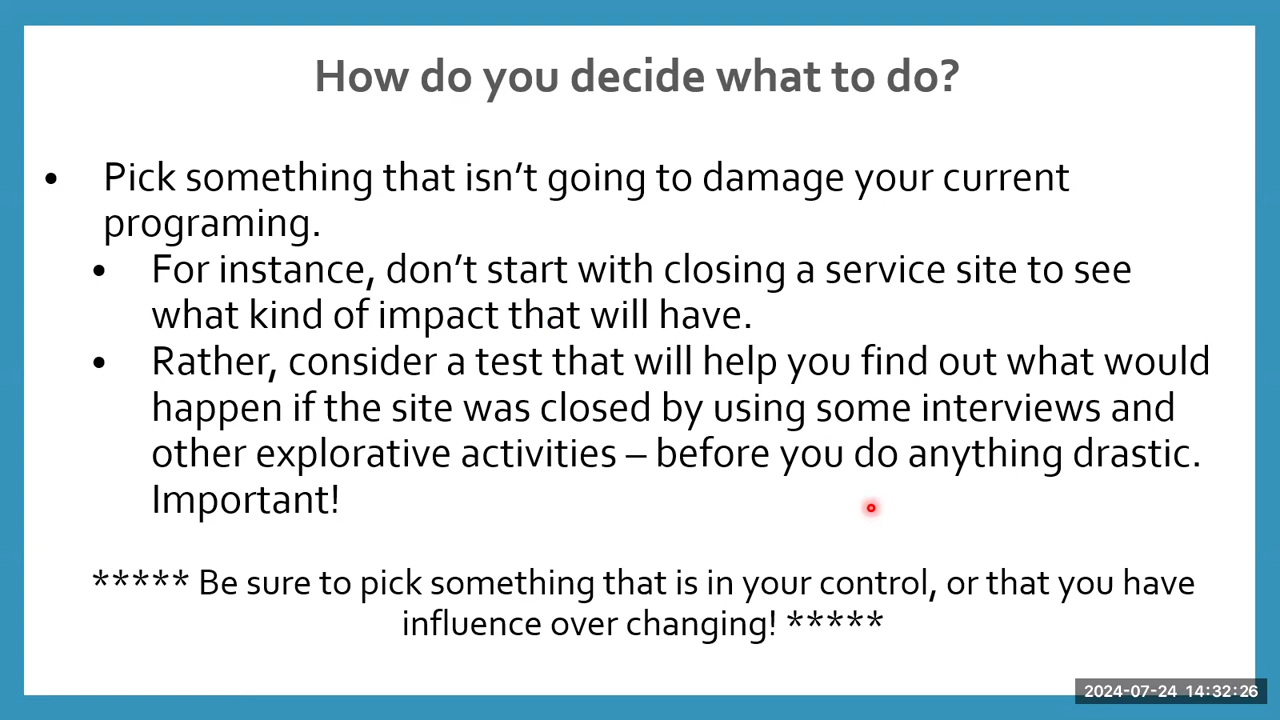 How do you decide what to do?
• Pick something that isn’t going to damage your current
programing.
• For instance, don’t start with closing a service site to see
what kind of impact that will have.
• Rather, consider a test that will help you find out what would
happen if the site was closed by using some interviews and
other explorative activities – before you do anything drastic.
Important!
***** Be sure to pick something that is in your control, or that you have
influence over changing! *****
2024-07-24 14:32:26